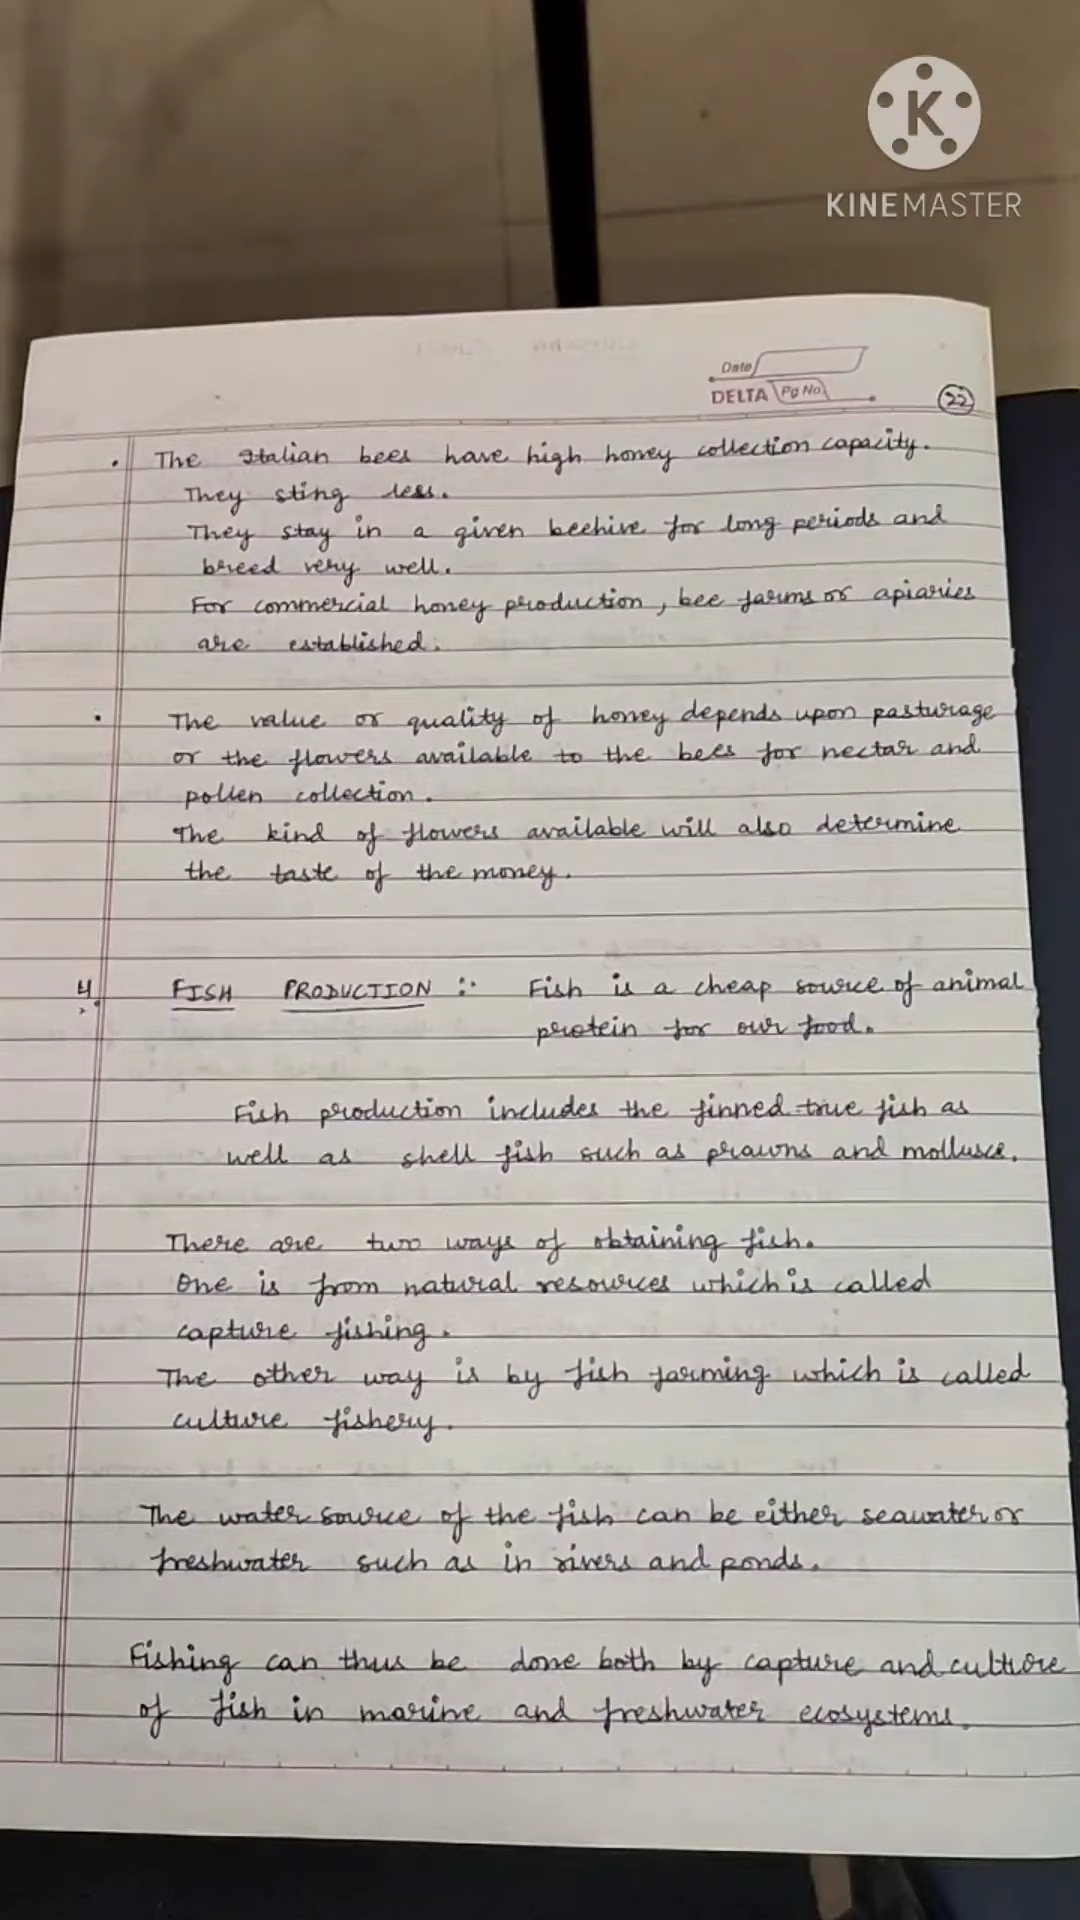 K
KINEMASTER
Date
DELTA Pg No.
22
• The Italian bees have high honey collection capacity.
They sting less.
They stay in a given beehive for long periods and
breed very well.
For commercial honey production, bee farms or apiaries
are established.
• The value or quality of honey depends upon pasturage
or the flowers available to the bees for nectar and
pollen collection.
The kind of flowers available will also determine
the taste of the money.
4. FISH PRODUCTION :- Fish is a cheap source of animal
protein for our food.
Fish production includes the finned true fish as
well as shell fish such as prawns and molluscs.
There are two ways of obtaining fish.
One is from natural resources which is called
capture fishing.
The other way is by fish farming which is called
culture fishery.
The water source of the fish can be either seawater or
freshwater such as in rivers and ponds.
Fishing can thus be done both by capture and culture
of fish in marine and freshwater ecosystems.